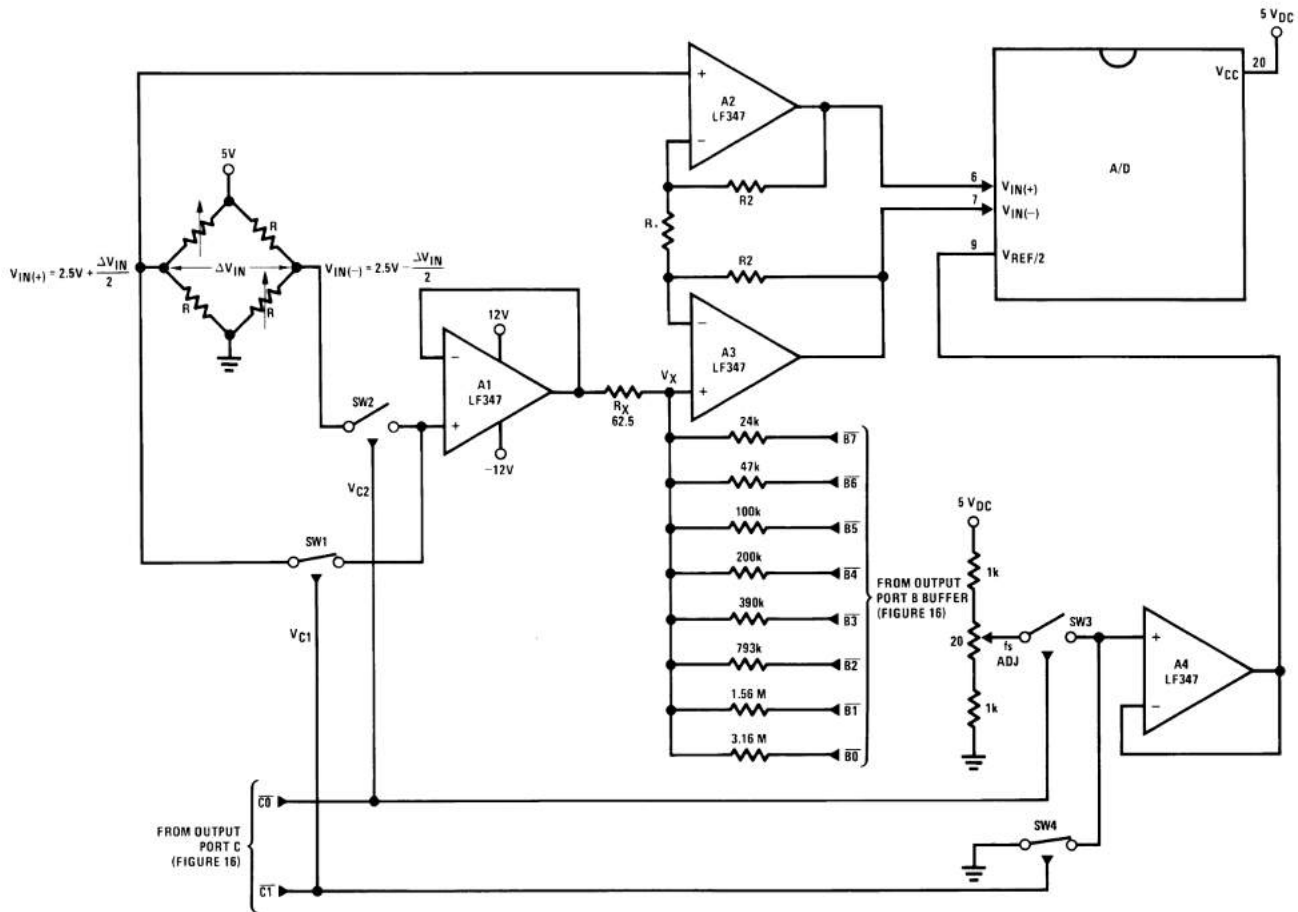 5 VDC
20
VCC
+
A2
LF347
-
5V
R2
A/D
6
VIN(+)
7
VIN(-)
9
VREF/2
R
R.
R2
VIN(+) = 2.5V + ΔVIN/2
ΔVIN
VIN(-) = 2.5V - ΔVIN/2
R
R
12V
-
A1
LF347
+
-12V
-
A3
LF347
+
VX
RX
62.5
SW2
VC2
24k
B7
47k
B6
100k
B5
200k
B4
390k
B3
793k
B2
1.56 M
B1
3.16 M
B0
FROM OUTPUT
PORT B BUFFER
(FIGURE 16)
SW1
VC1
5 VDC
1k
20
fs
ADJ
SW3
1k
+
A4
LF347
-
C0
FROM OUTPUT
PORT C
(FIGURE 16)
C1
SW4